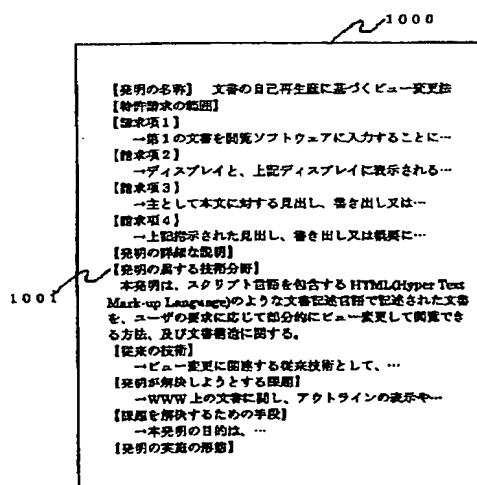 1000
【発明の名称】　文書の自己再生産に基づくビュー変更法
【特許請求の範囲】
【請求項1】
→第1の文書を閲覧ソフトウェアに入力することに…
【請求項2】
→ディスプレイと、上記ディスプレイに表示される…
【請求項3】
→主として本文に対する見出し、書き出し又は…
【請求項4】
→上記指示された見出し、書き出し又は概要に…
【発明の詳細な説明】
【発明の属する技術分野】
1001
本発明は、スクリプト言語を包含する HTML(Hyper Text
Mark-up Language)のような文書記述言語で記述された文書
を、ユーザの要求に応じて部分的にビュー変更して閲覧でき
る方法、及び文書構造に関する。
【従来の技術】
→ビュー変更に関連する従来技術として、…
【発明が解決しようとする課題】
→WWW 上の文書に関し、アウトラインの表示や…
【課題を解決するための手段】
→本発明の目的は、…
【発明の実施の形態】